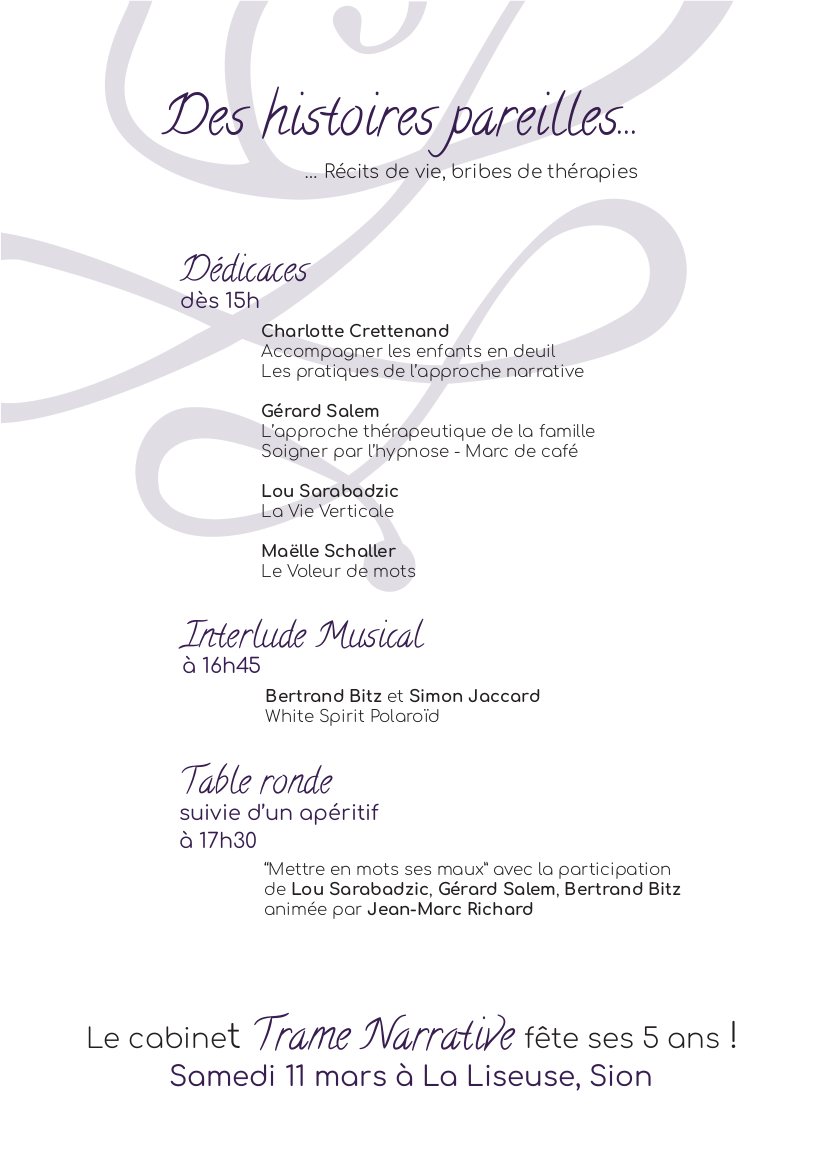 Des histoires pareilles...
... Récits de vie, bribes de thérapies
Dédicaces
dès 15h
Charlotte Crettenand
Accompagner les enfants en deuil
Les pratiques de l’approche narrative
Gérard Salem
L’approche thérapeutique de la famille
Soigner par l’hypnose - Marc de café
Lou Sarabadzic
La Vie Verticale
Maëlle Schaller
Le Voleur de mots
Interlude Musical
à 16h45
Bertrand Bitz et Simon Jaccard
White Spirit Polaroïd
Table ronde
suivie d’un apéritif
à 17h30
“Mettre en mots ses maux” avec la participation
de Lou Sarabadzic, Gérard Salem, Bertrand Bitz
animée par Jean-Marc Richard
Le cabinet Trame Narrative fête ses 5 ans !
Samedi 11 mars à La Liseuse, Sion